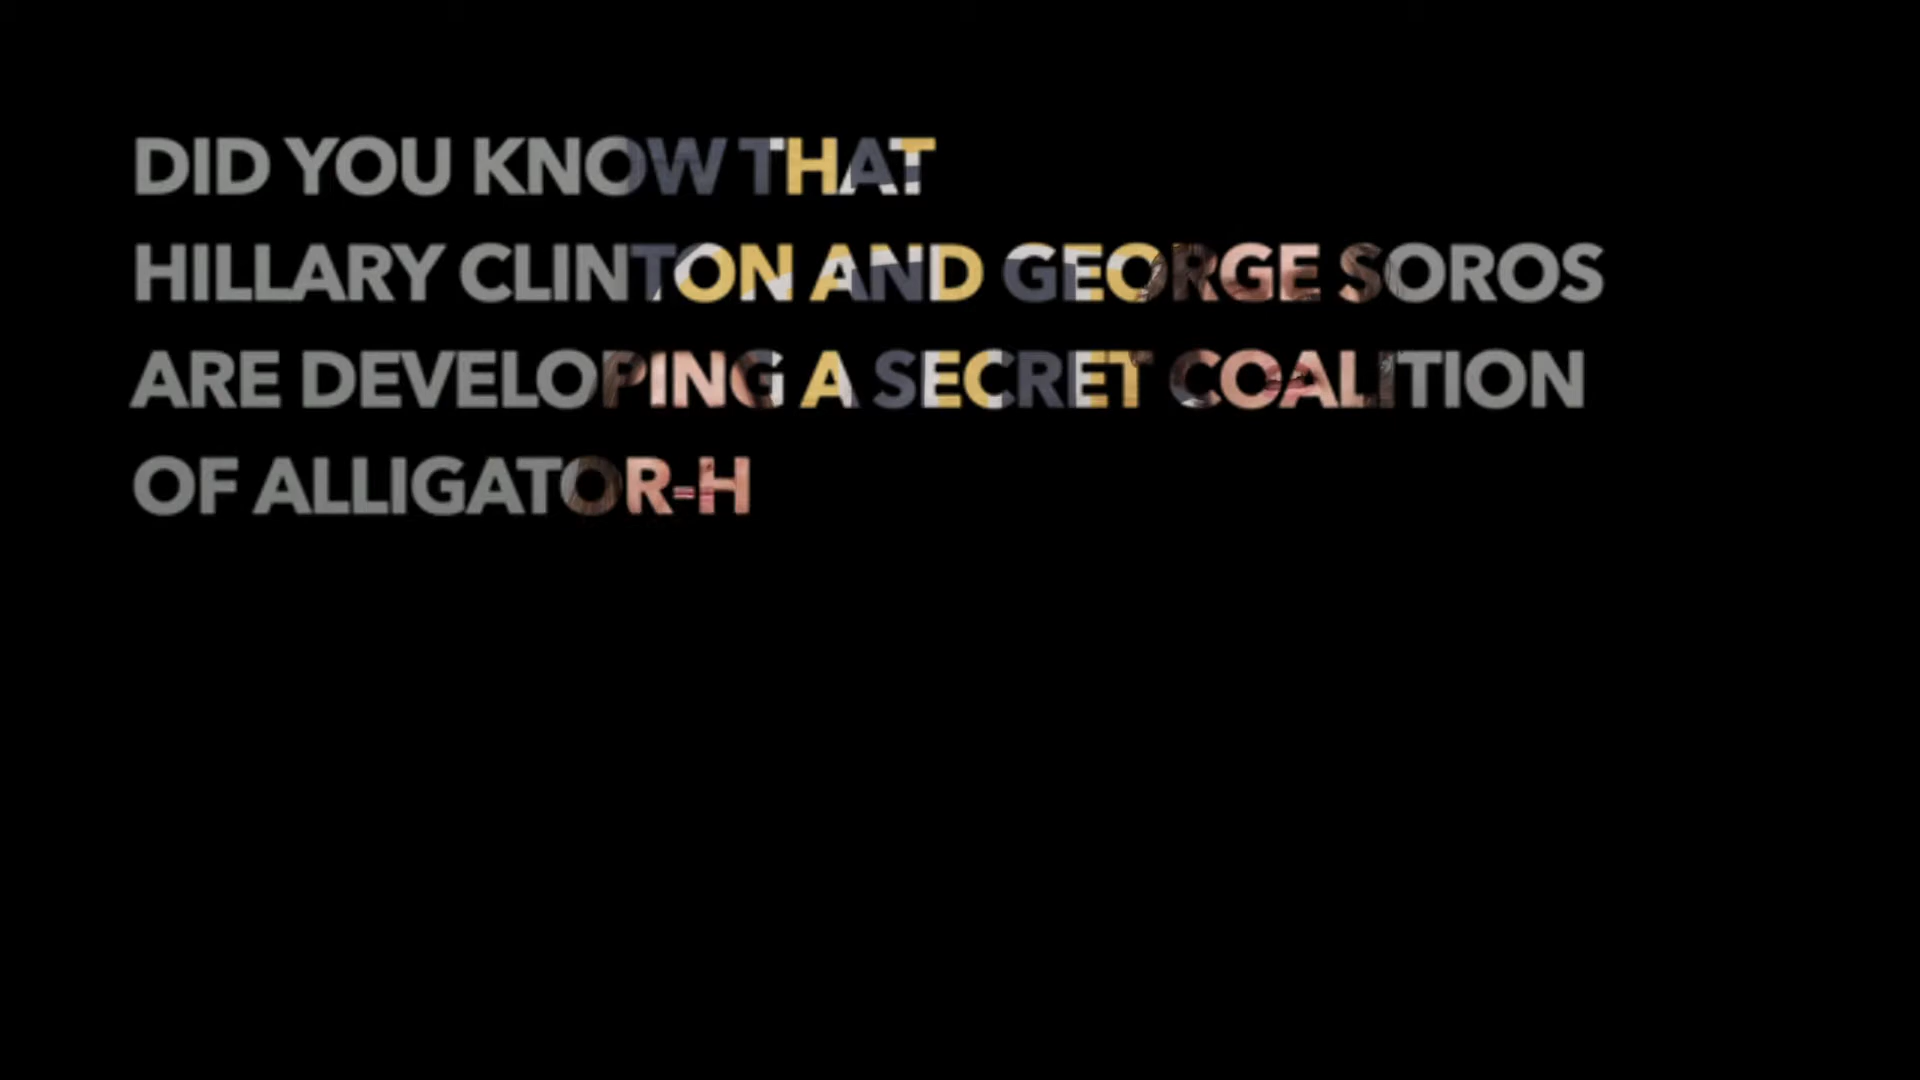 DID YOU KNOW THAT
HILLARY CLINTON AND GEORGE SOROS
ARE DEVELOPING A SECRET COALITION
OF ALLIGATOR-H